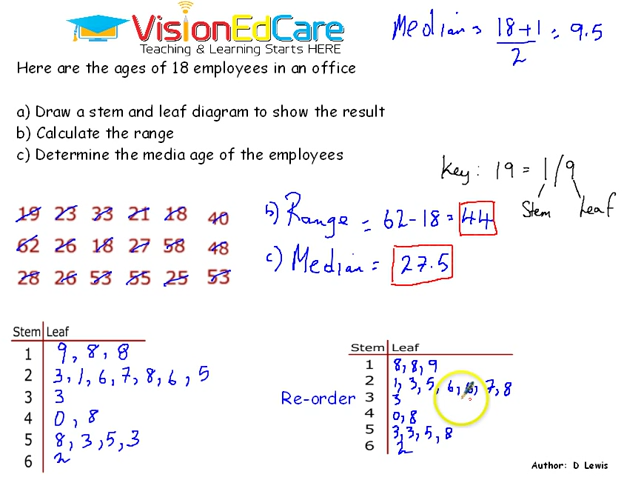 VisionEdCare
Teaching & Learning Starts HERE
Median = 18+1 = 9.5
2
Here are the ages of 18 employees in an office
a) Draw a stem and leaf diagram to show the result
b) Calculate the range
c) Determine the media age of the employees
Key: 19 = 1/9
Stem Leaf
19 23 33 21 18 40
62 26 18 27 58 48
28 26 53 55 25 53
b) Range = 62-18 = 44
c) Median = 27.5
Stem Leaf
1 9, 8, 8
2 3, 1, 6, 7, 8, 6, 5
3 3
4 0, 8
5 8, 3, 5, 3
6 2
Re-order
Stem Leaf
1 8, 8, 9
2 1, 3, 5, 6, 6, 7, 8
3 3
4 0, 8
5 3, 3, 5, 8
6 2
Author: D Lewis